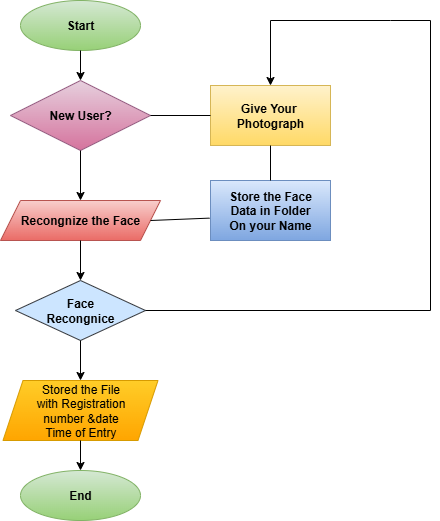 Start
New User?
Give Your
Photograph
Recongnize the Face
Store the Face
Data in Folder
On your Name
Face
Recongnice
Stored the File
with Registration
number &date
Time of Entry
End